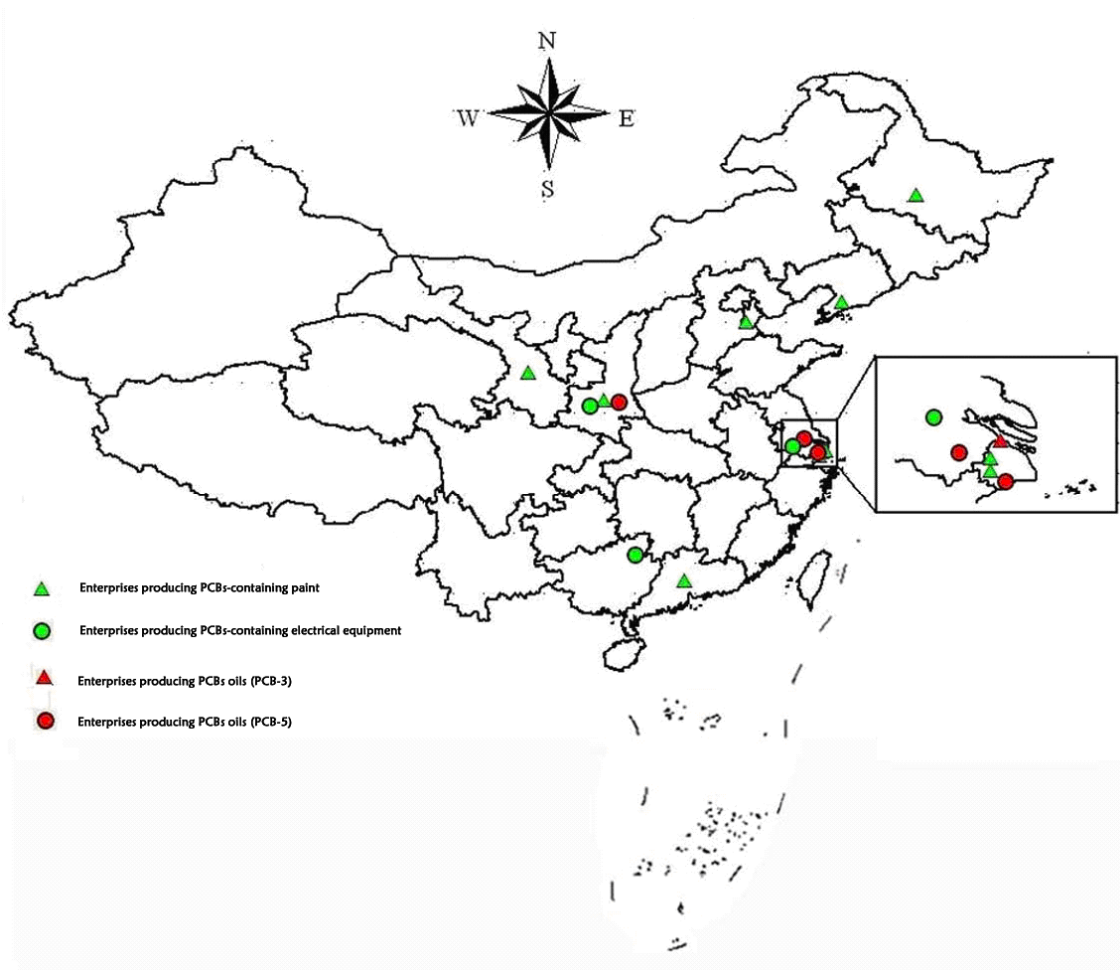 N
W
E
S
Enterprises producing PCBs-containing paint
Enterprises producing PCBs-containing electrical equipment
Enterprises producing PCBs oils (PCB-3)
Enterprises producing PCBs oils (PCB-5)